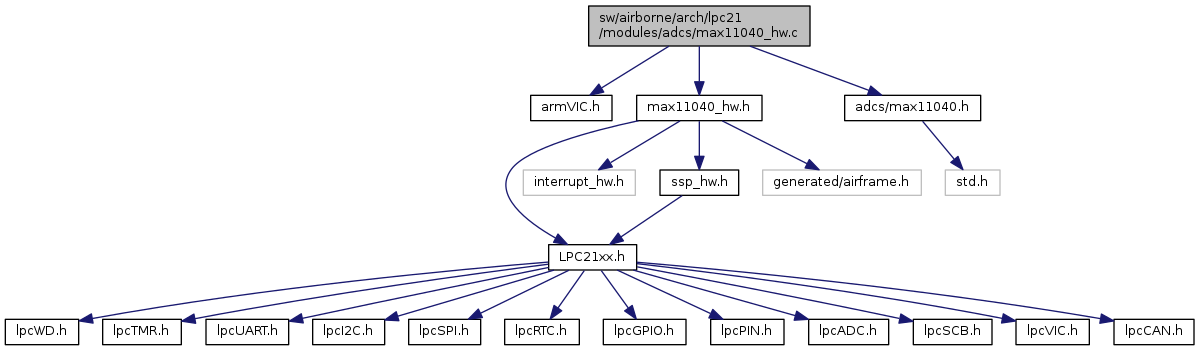 sw/airborne/arch/lpc21
/modules/adcs/max11040_hw.c
armVIC.h
max11040_hw.h
adcs/max11040.h
interrupt_hw.h
ssp_hw.h
generated/airframe.h
std.h
LPC21xx.h
lpcWD.h
lpcTMR.h
lpcUART.h
lpcI2C.h
lpcSPI.h
lpcRTC.h
lpcGPIO.h
lpcPIN.h
lpcADC.h
lpcSCB.h
lpcVIC.h
lpcCAN.h